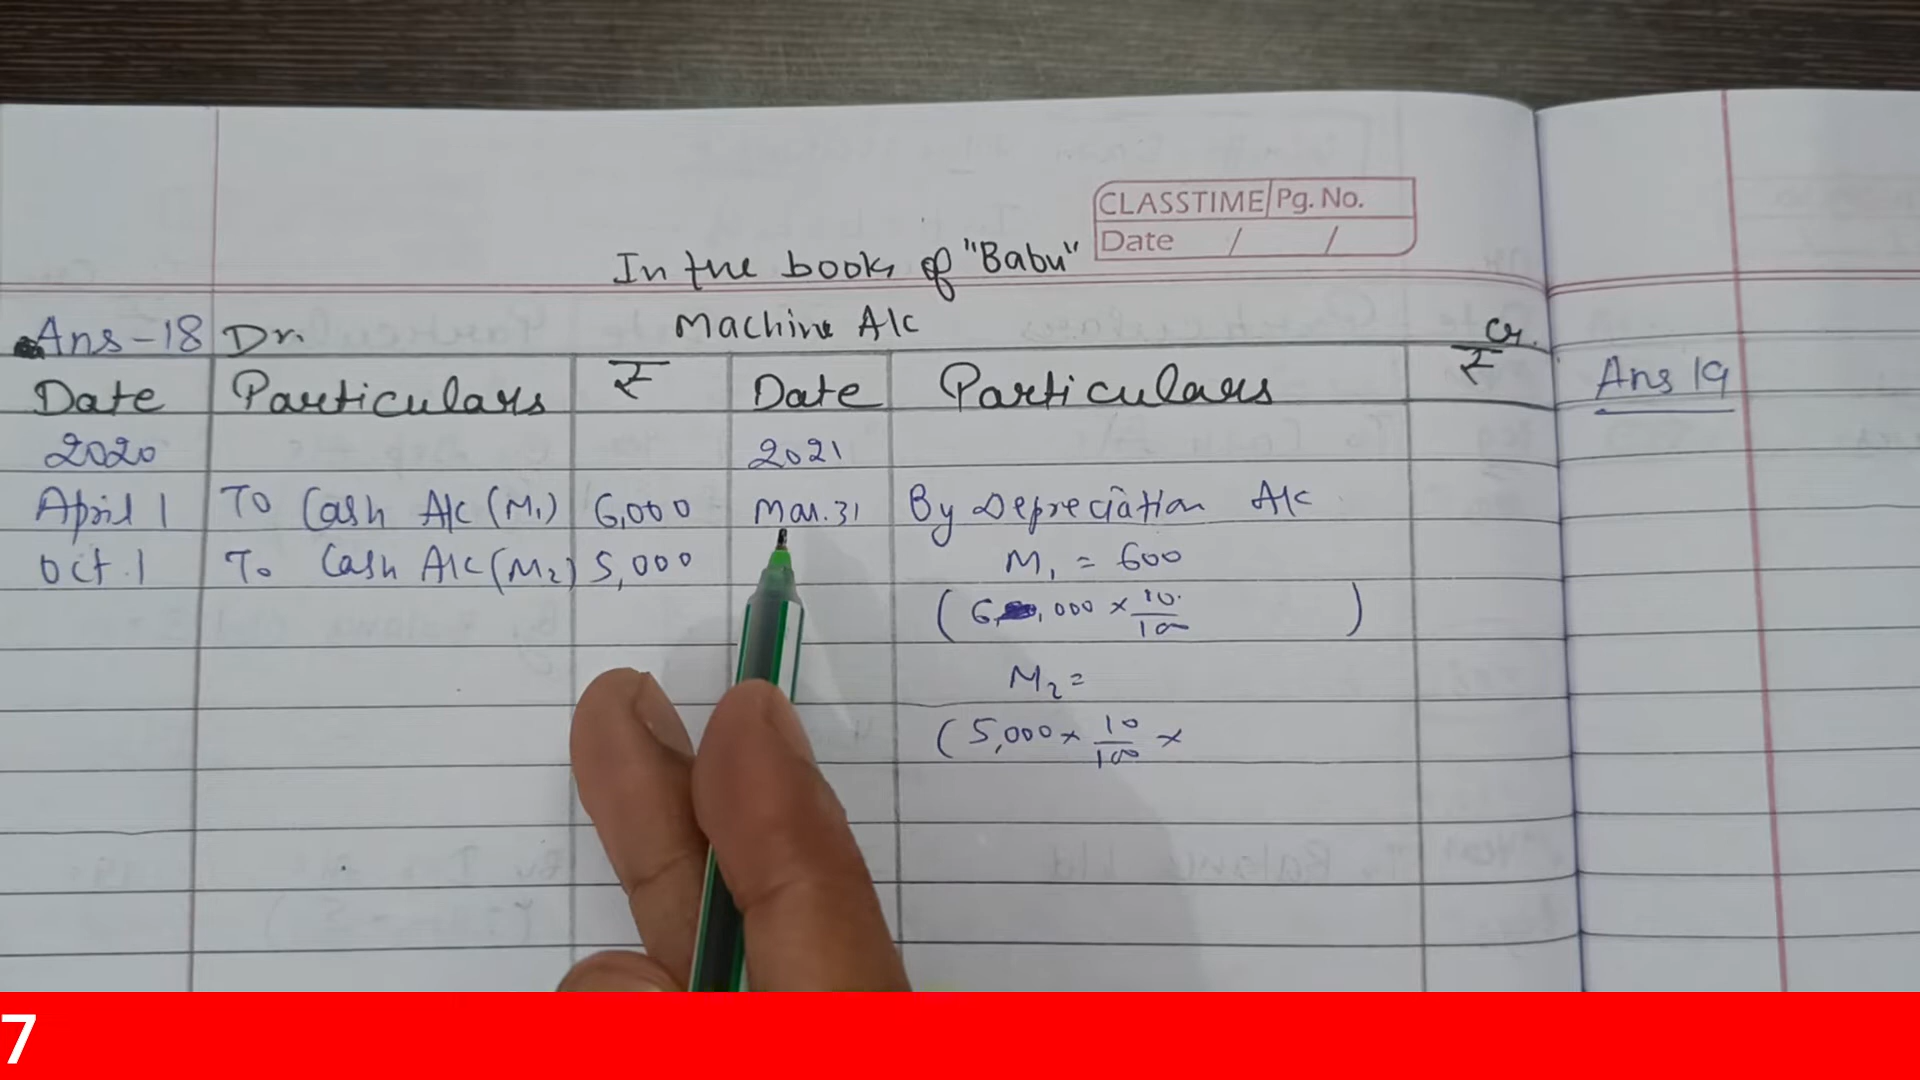 CLASSTIME Pg. No.
Date / /
In the book of "Babu"
Machine A/c
Ans-18 Dr. Cr.
Date Particulars ₹ Date Particulars ₹ Ans 19
2020 2021
April 1 To Cash A/c (M₁) 6,000 Mar. 31 By Depreciation A/c
Oct. 1 To Cash A/c (M₂) 5,000 M₁ = 600
(6,000 × 10/100 )
M₂ =
(5,000 × 10/100 ×
7